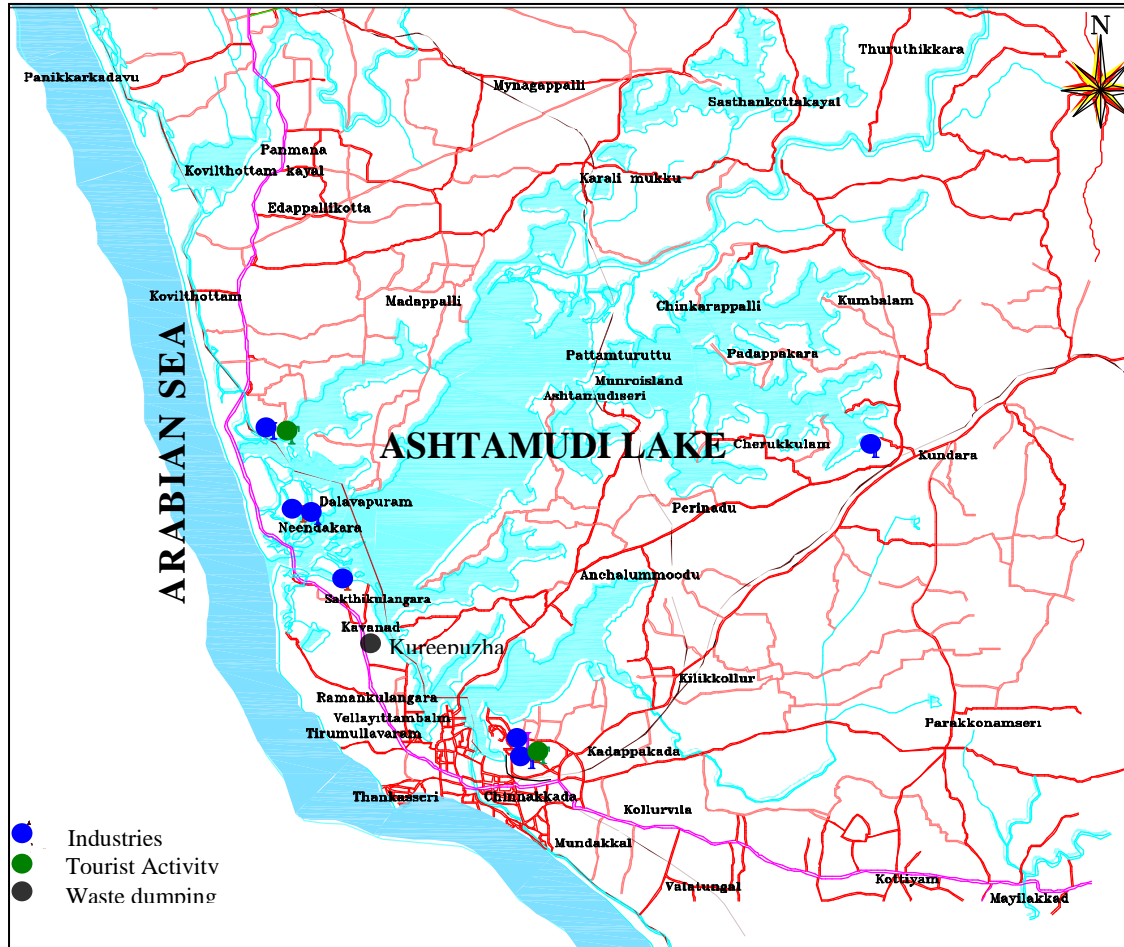 N
Thuruthikkara
Panikkarkadavu
Mynagappalli
Sasthankottakayal
Panmana
Kovilthottam kayal
Karali mukku
Edappallikotta
Kovilthottam
Madappalli
Chinkarappalli
Kumbalam
Pattamturuttu
Padappakara
Munroisland
Ashtamudiseri
ARABIAN SEA
ASHTAMUDI LAKE
Cherukkulam
Kundara
Dalavapuram
Neendakara
Perinadu
Anchalummoodu
Sakthikulangara
Kavanad
Kureepuzha
Kilikkollur
Ramankulangara
Vellayittambalm
Tirumullavaram
Parakkonamseri
Kadappakada
Thankasseri
Chinnakkada
Kollurvila
Mundakkal
Vatatungal
Kottiyam
Mayilakkad
Industries
Tourist Activity
Waste dumping